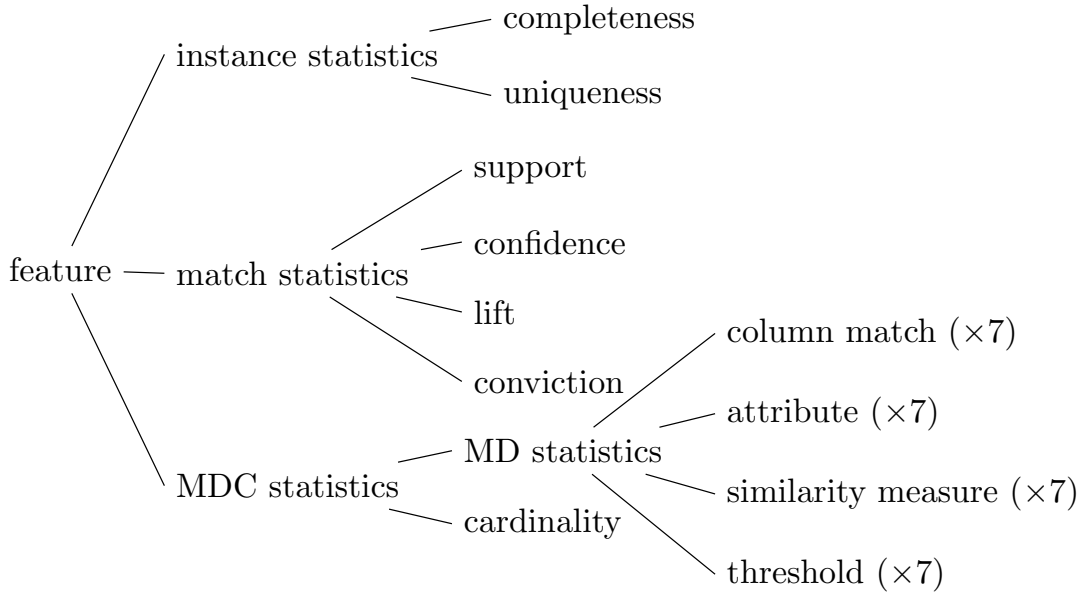 completeness
instance statistics
uniqueness
support
confidence
feature
match statistics
lift
column match (×7)
conviction
attribute (×7)
MD statistics
MDC statistics
similarity measure (×7)
cardinality
threshold (×7)